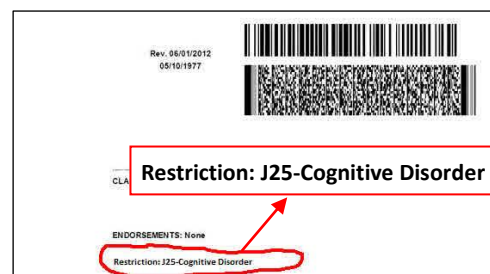 Rev. 06/01/2012
05/10/1977
Restriction: J25-Cognitive Disorder
CLA
ENDORSEMENTS: None
Restriction: J25-Cognitive Disorder